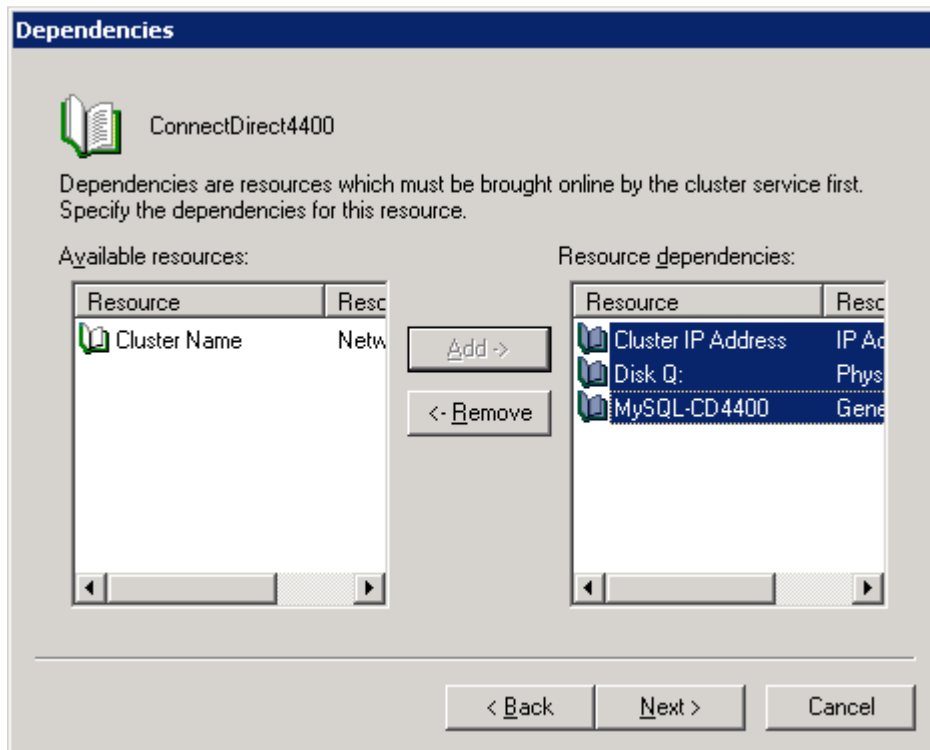 Dependencies
ConnectDirect4400
Dependencies are resources which must be brought online by the cluster service first.
Specify the dependencies for this resource.
Available resources:
Resource Resc
Cluster Name Netw
Add ->
<- Remove
Resource dependencies:
Resource Resc
Cluster IP Address IP Ac
Disk Q: Phys
MySQL-CD4400 Gene
< Back
Next >
Cancel